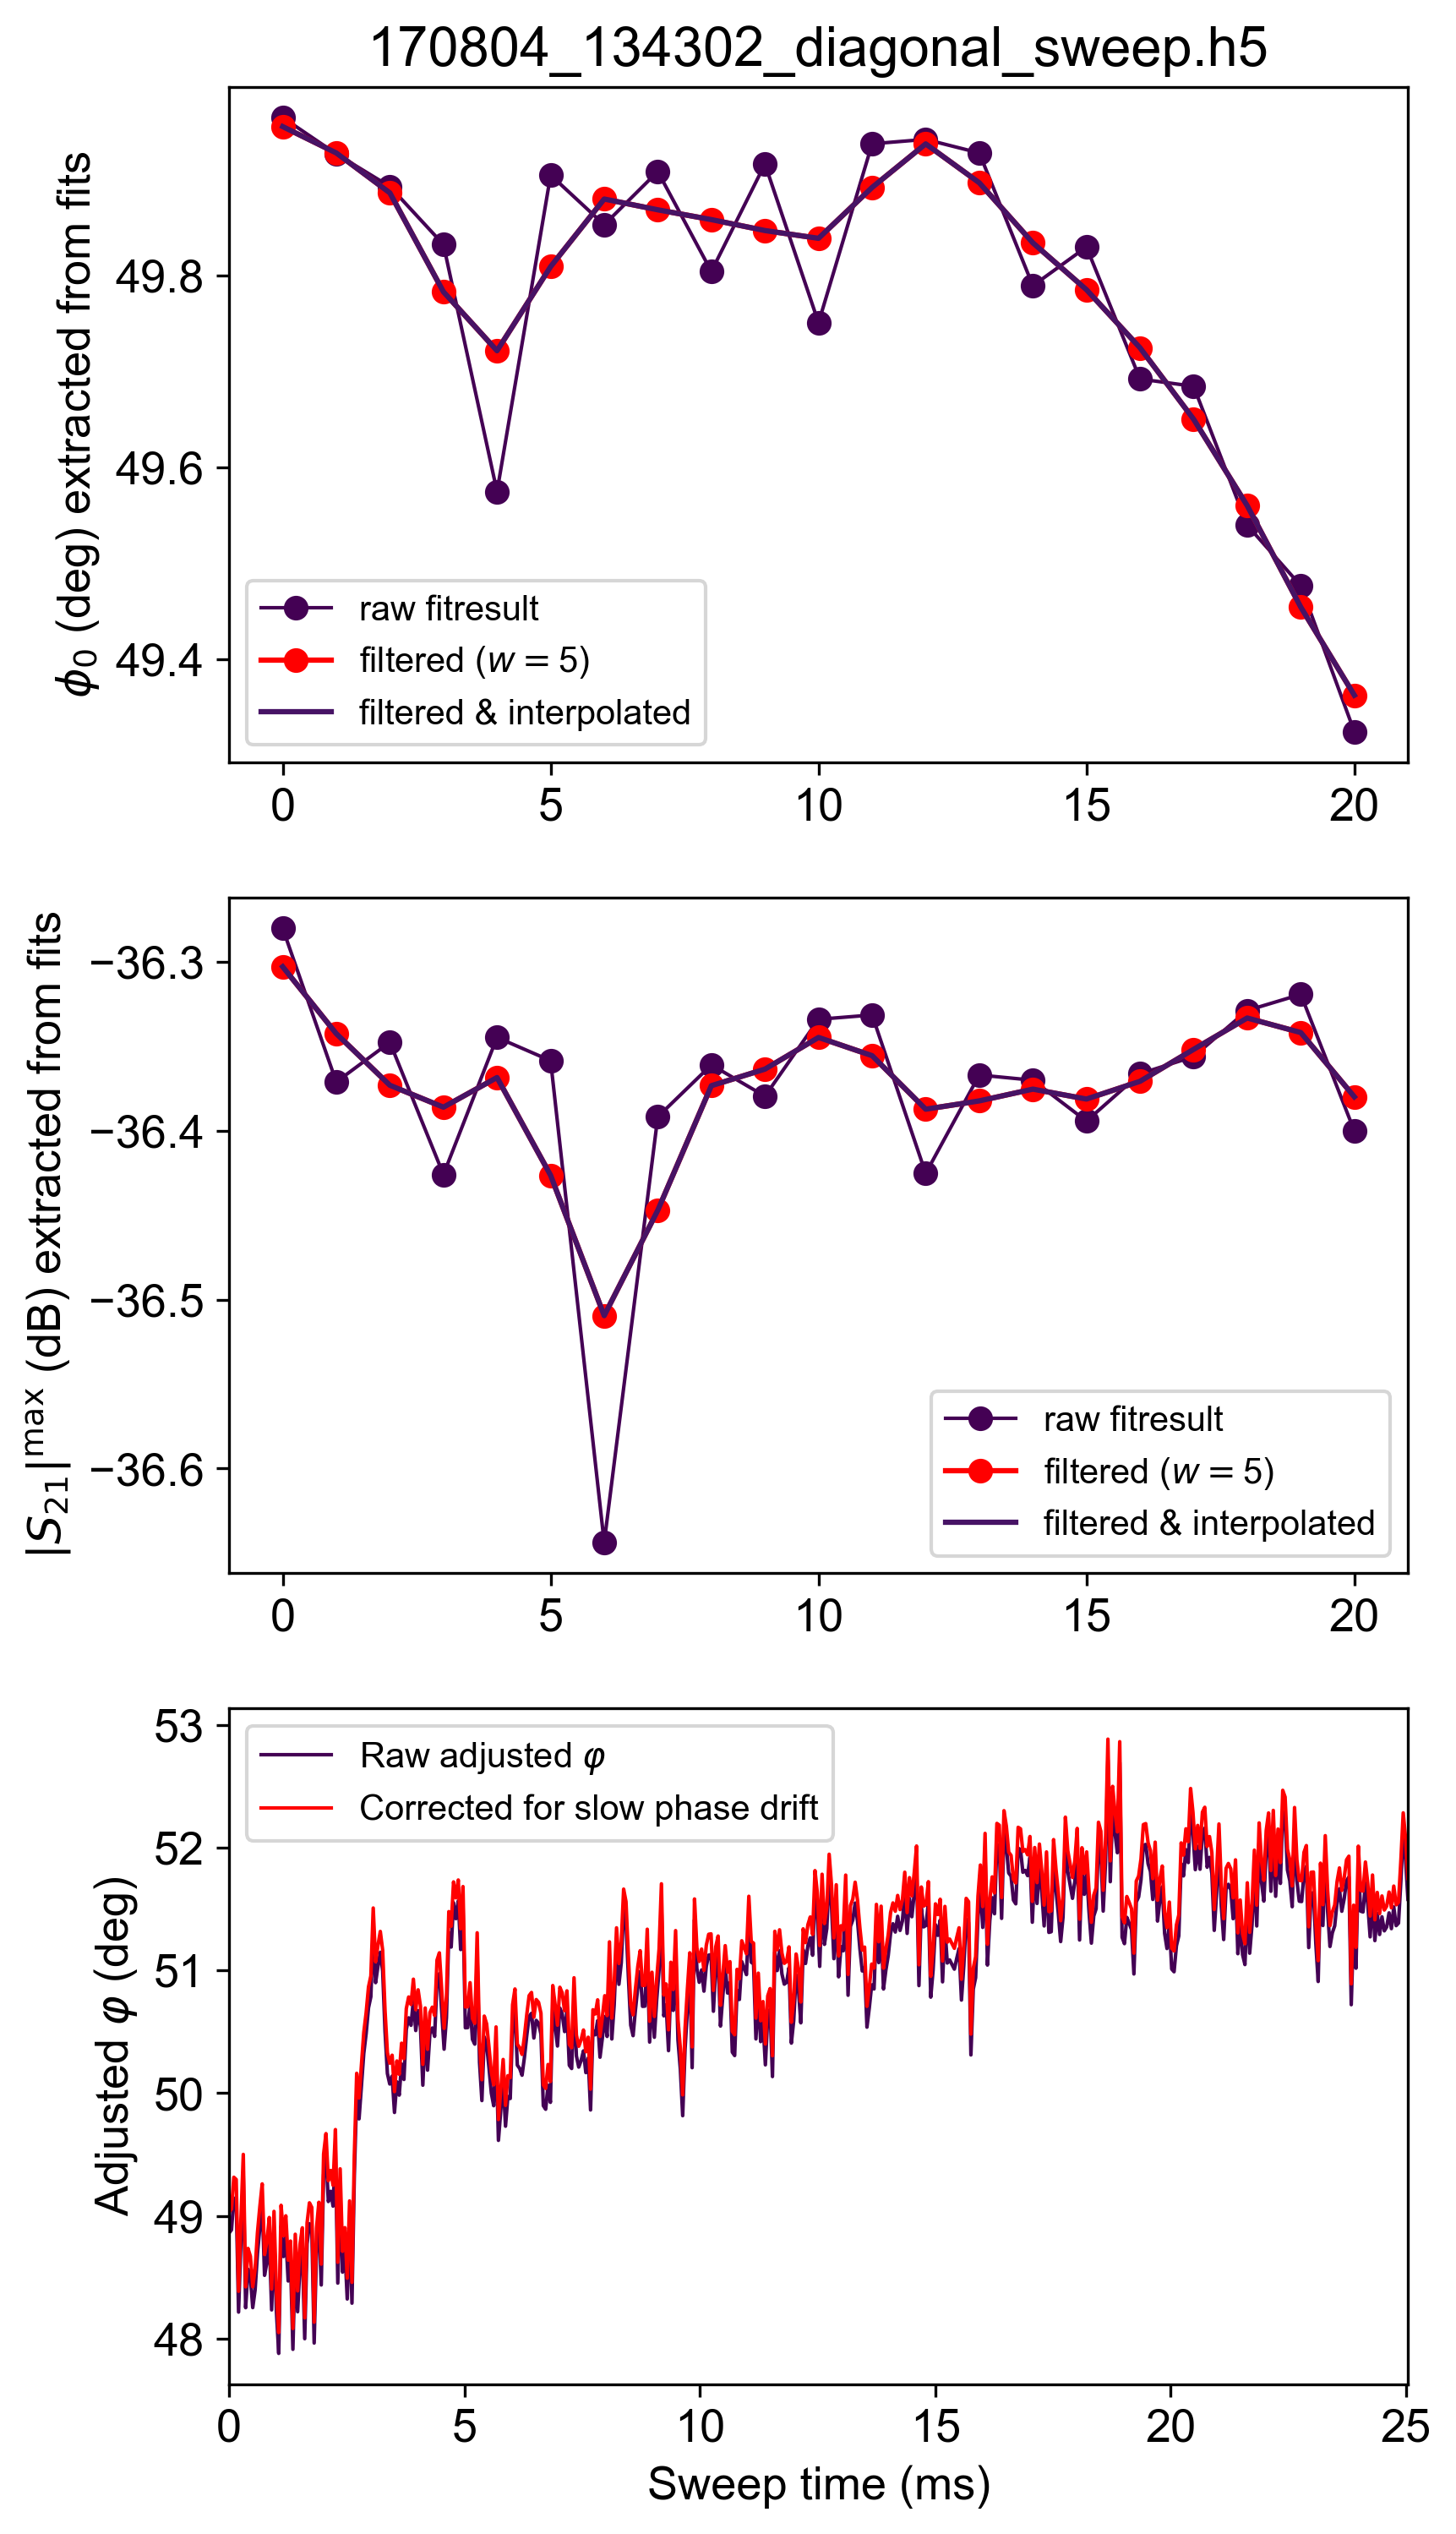 170804_134302_diagonal_sweep.h5
ϕ₀ (deg) extracted from fits
49.8
49.6
49.4
raw fitresult
filtered (w = 5)
filtered & interpolated
0 5 10 15 20
|S₂₁|ᵐᵃˣ (dB) extracted from fits
−36.3
−36.4
−36.5
−36.6
raw fitresult
filtered (w = 5)
filtered & interpolated
0 5 10 15 20
Adjusted φ (deg)
53
52
51
50
49
48
Raw adjusted φ
Corrected for slow phase drift
0 5 10 15 20 25
Sweep time (ms)